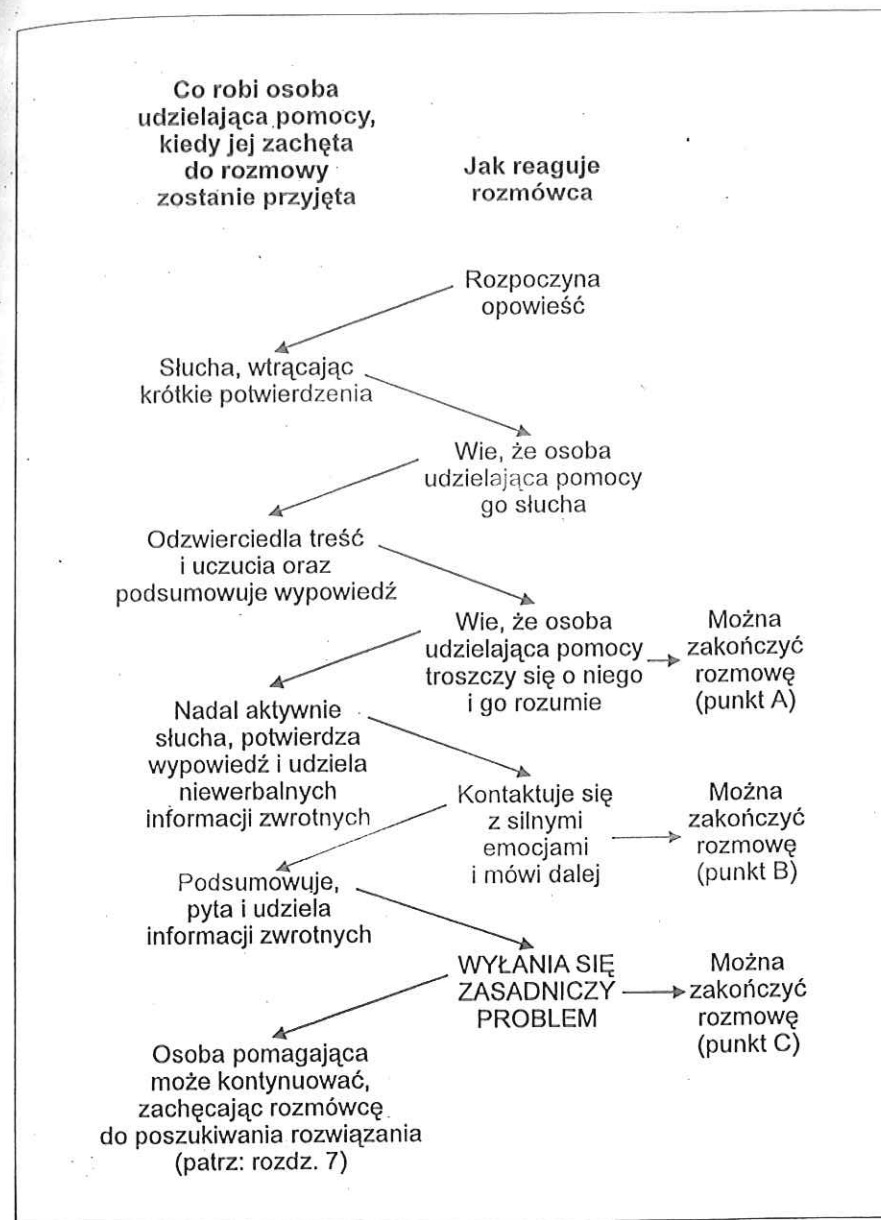 Co robi osoba
udzielająca pomocy,
kiedy jej zachęta
do rozmowy
zostanie przyjęta
Jak reaguje
rozmówca
Rozpoczyna
opowieść
Słucha, wtrącając
krótkie potwierdzenia
Wie, że osoba
udzielająca pomocy
go słucha
Odzwierciedla treść
i uczucia oraz
podsumowuje wypowiedź
Wie, że osoba
udzielająca pomocy
troszczy się o niego
i go rozumie
Można
zakończyć
rozmowę
(punkt A)
Nadal aktywnie
słucha, potwierdza
wypowiedź i udziela
niewerbalnych
informacji zwrotnych
Kontaktuje się
z silnymi
emocjami
i mówi dalej
Można
zakończyć
rozmowę
(punkt B)
Podsumowuje,
pyta i udziela
informacji zwrotnych
WYŁANIA SIĘ
ZASADNICZY
PROBLEM
Można
zakończyć
rozmowę
(punkt C)
Osoba pomagająca
może kontynuować,
zachęcając rozmówcę
do poszukiwania rozwiązania
(patrz: rozdz. 7)